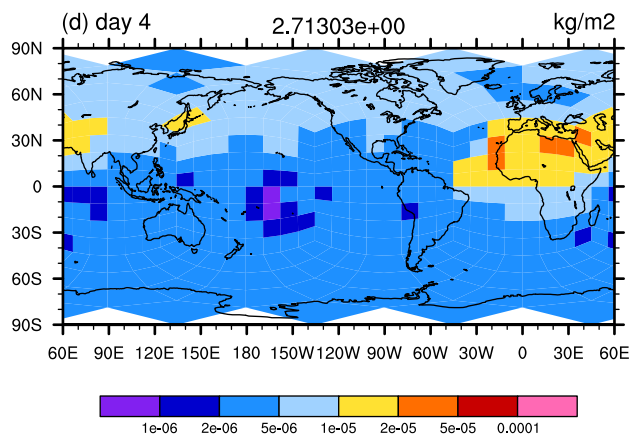 (d) day 4 2.71303e+00 kg/m2
90N
60N
30N
0
30S
60S
90S
60E 90E 120E 150E 180 150W 120W 90W 60W 30W 0 30E 60E
1e-06 2e-06 5e-06 1e-05 2e-05 5e-05 0.0001